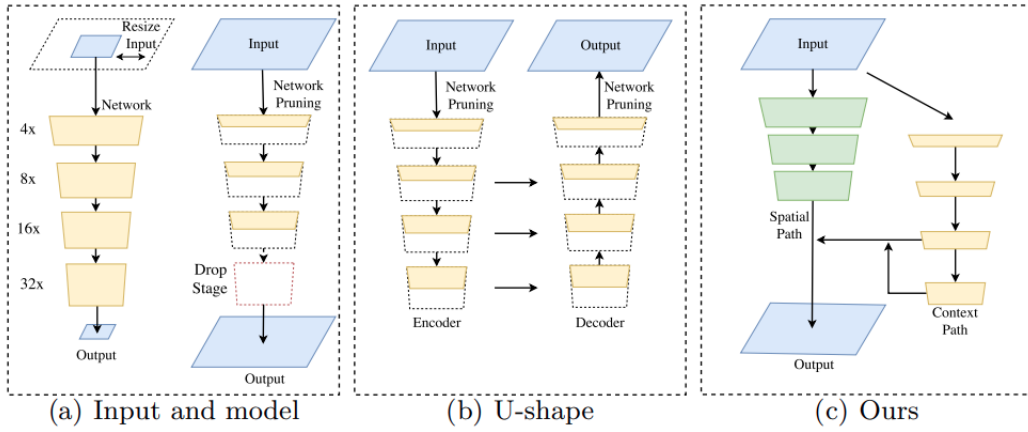 Resize
Input
Network
4x
8x
16x
32x
Output
Input
Network
Pruning
Drop
Stage
Output
(a) Input and model
Input
Network
Pruning
Encoder
Output
Network
Pruning
Decoder
(b) U-shape
Input
Spatial
Path
Context
Path
Output
(c) Ours